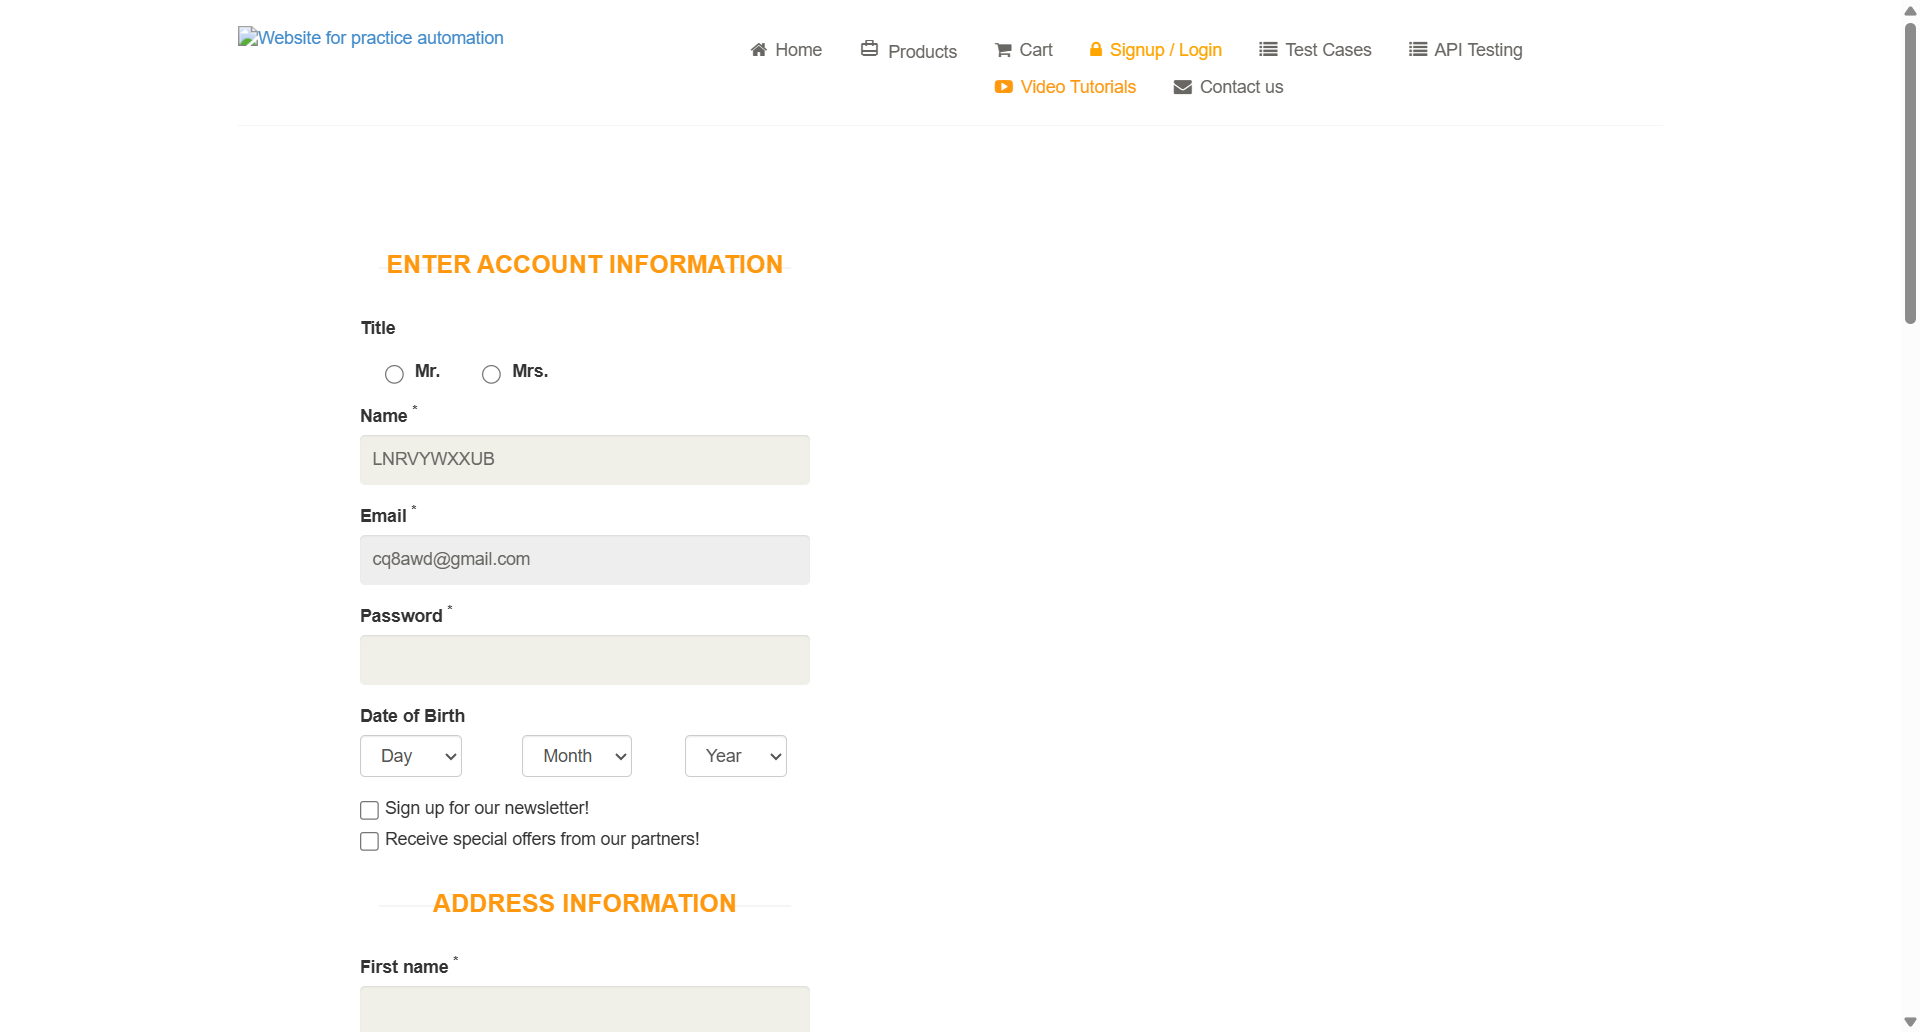 Website for practice automation
Home Products Cart Signup / Login Test Cases API Testing
Video Tutorials Contact us
ENTER ACCOUNT INFORMATION
Title
Mr. Mrs.
Name *
LNRVYWXXUB
Email *
cq8awd@gmail.com
Password *
Date of Birth
Day Month Year
Sign up for our newsletter!
Receive special offers from our partners!
ADDRESS INFORMATION
First name *